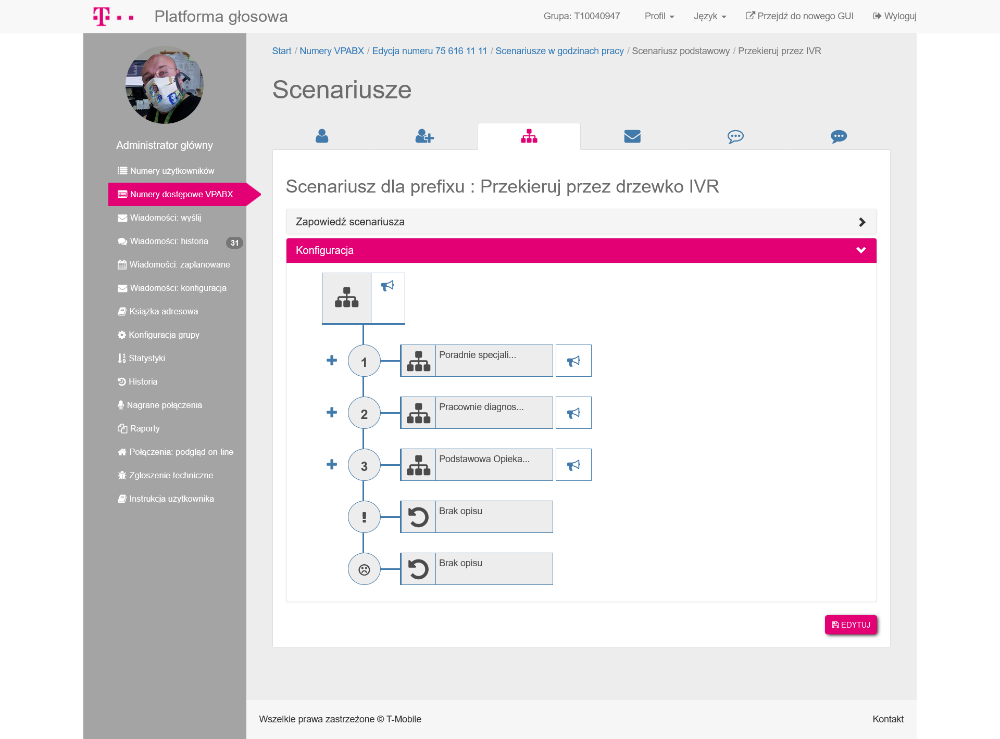 T Platforma głosowa Grupa: T10040947 Profil Język Przejdź do nowego GUI Wyloguj
Start / Numery VPABX / Edycja numeru 75 616 11 11 / Scenariusze w godzinach pracy / Scenariusz podstawowy / Przekieruj przez IVR
Scenariusze
Administrator główny
Numery użytkowników
Numery dostępowe VPABX
Wiadomości: wyślij
Wiadomości: historia 31
Wiadomości: zaplanowane
Wiadomości: konfiguracja
Książka adresowa
Konfiguracja grupy
Statystyki
Historia
Nagrane połączenia
Raporty
Połączenia: podgląd on-line
Zgłoszenie techniczne
Instrukcja użytkownika
Scenariusz dla prefixu : Przekieruj przez drzewko IVR
Zapowiedź scenariusza
Konfiguracja
1 Poradnie specjali...
2 Pracownie diagnos...
3 Podstawowa Opieka...
! Brak opisu
Brak opisu
EDYTUJ
Wszelkie prawa zastrzeżone © T-Mobile Kontakt